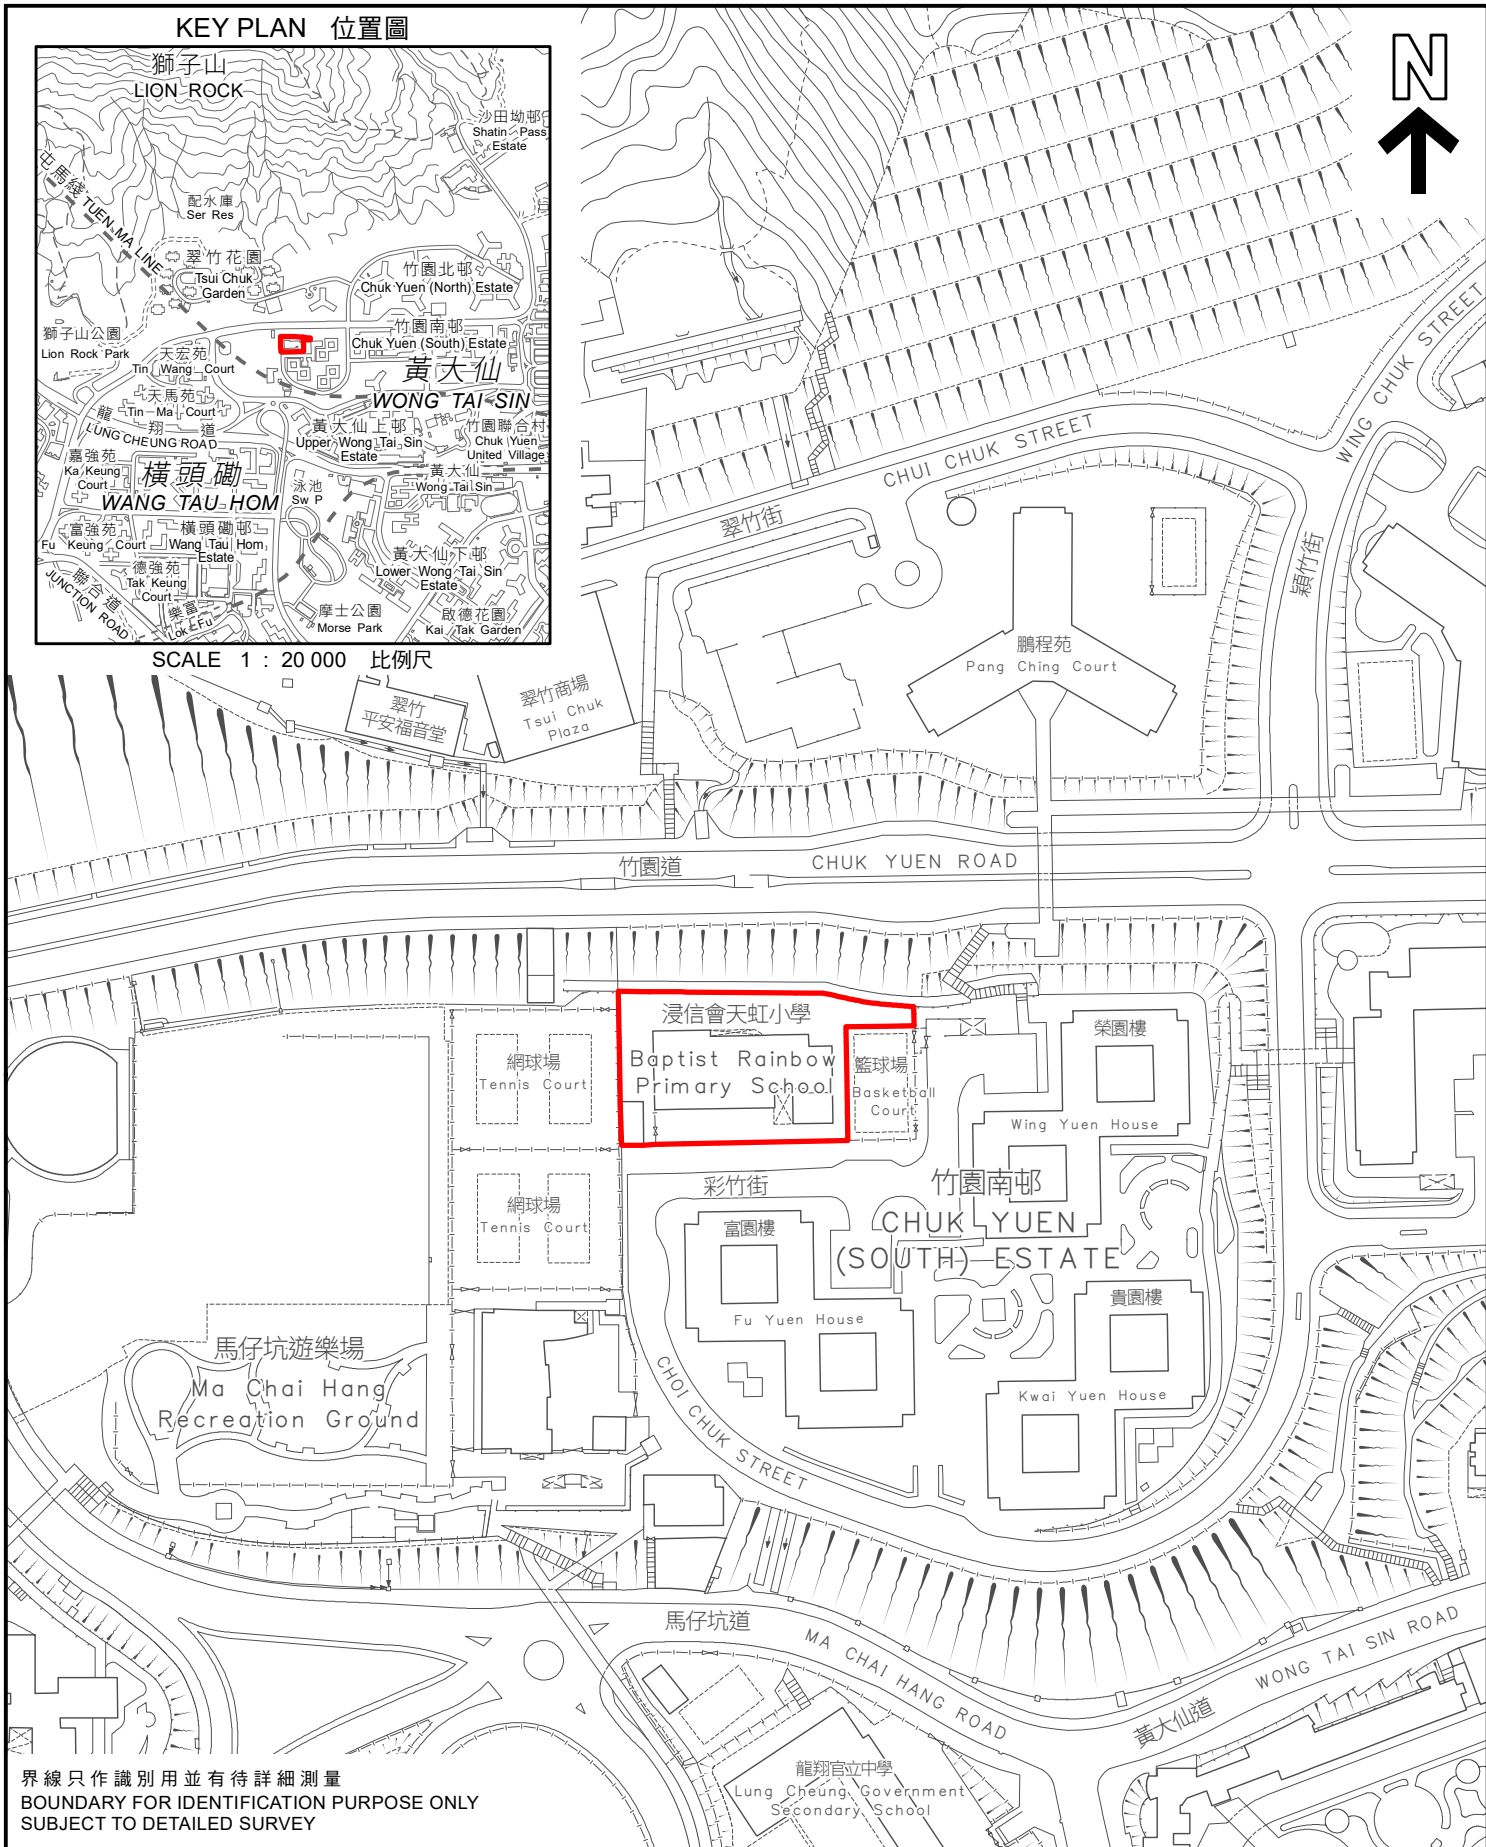 KEY PLAN 位置圖
獅子山
LION ROCK
沙田坳邨
Shatin Pass
Estate
屯馬綫 TUEN MA LINE
配水庫
Ser Res
翠竹花園
Tsui Chuk
Garden
竹園北邨
Chuk Yuen (North) Estate
獅子山公園
Lion Rock Park
竹園南邨
Chuk Yuen (South) Estate
天宏苑
Tin Wang Court
黃大仙
WONG TAI SIN
天馬苑
Tin Ma Court
龍翔道
LUNG CHEUNG ROAD
黃大仙上邨
Upper Wong Tai Sin
Estate
竹園聯合村
Chuk Yuen
United Village
嘉強苑
Ka Keung
Court
橫頭磡
WANG TAU HOM
泳池
Sw P
黃大仙
Wong Tai Sin
富強苑
Fu Keung Court
橫頭磡邨
Wang Tau Hom
Estate
黃大仙下邨
Lower Wong Tai Sin
Estate
德強苑
Tak Keung
Court
聯合道
JUNCTION ROAD
樂富
Lok Fu
摩士公園
Morse Park
啟德花園
Kai Tak Garden
SCALE 1 : 20 000 比例尺
N
WING CHUK STREET
穎竹街
CHUI CHUK STREET
翠竹街
鵬程苑
Pang Ching Court
翠竹
平安福音堂
翠竹商場
Tsui Chuk
Plaza
竹園道
CHUK YUEN ROAD
浸信會天虹小學
Baptist Rainbow
Primary School
網球場
Tennis Court
籃球場
Basketball
Court
榮園樓
Wing Yuen House
網球場
Tennis Court
彩竹街
竹園南邨
CHUK YUEN
(SOUTH) ESTATE
富園樓
Fu Yuen House
貴園樓
Kwai Yuen House
馬仔坑遊樂場
Ma Chai Hang
Recreation Ground
CHOI CHUK STREET
馬仔坑道
MA CHAI HANG ROAD
黃大仙道
WONG TAI SIN ROAD
龍翔官立中學
Lung Cheung Government
Secondary School
界線只作識別用並有待詳細測量
BOUNDARY FOR IDENTIFICATION PURPOSE ONLY
SUBJECT TO DETAILED SURVEY